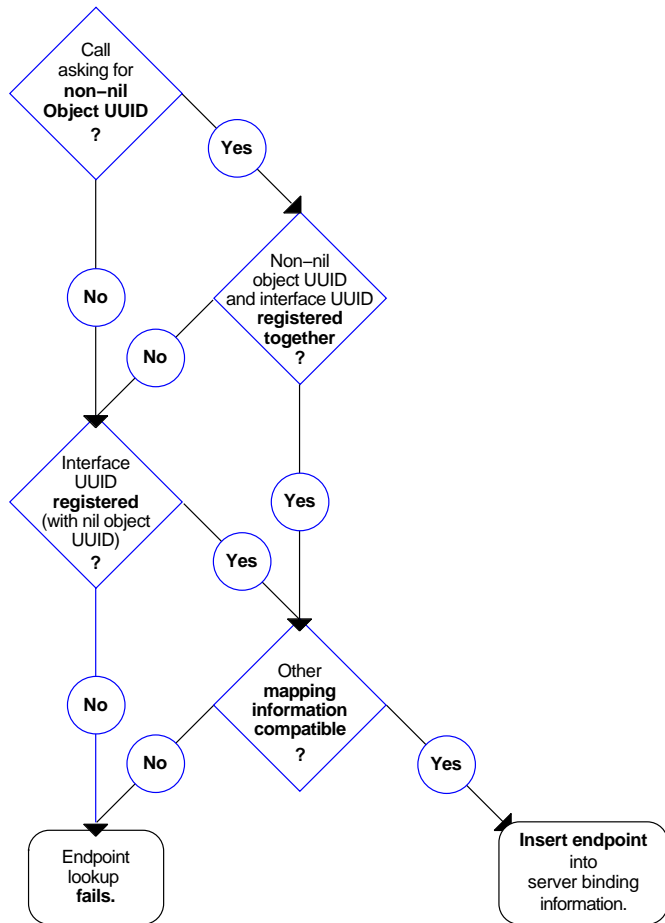 Call
asking for
non−nil
Object UUID
?
Yes
No
Non−nil
object UUID
and interface UUID
registered
together
?
No
Interface
UUID
registered
(with nil object
UUID)
?
Yes
Yes
Other
mapping
information
compatible
?
No
No
Yes
Endpoint
lookup
fails.
Insert endpoint
into
server binding
information.